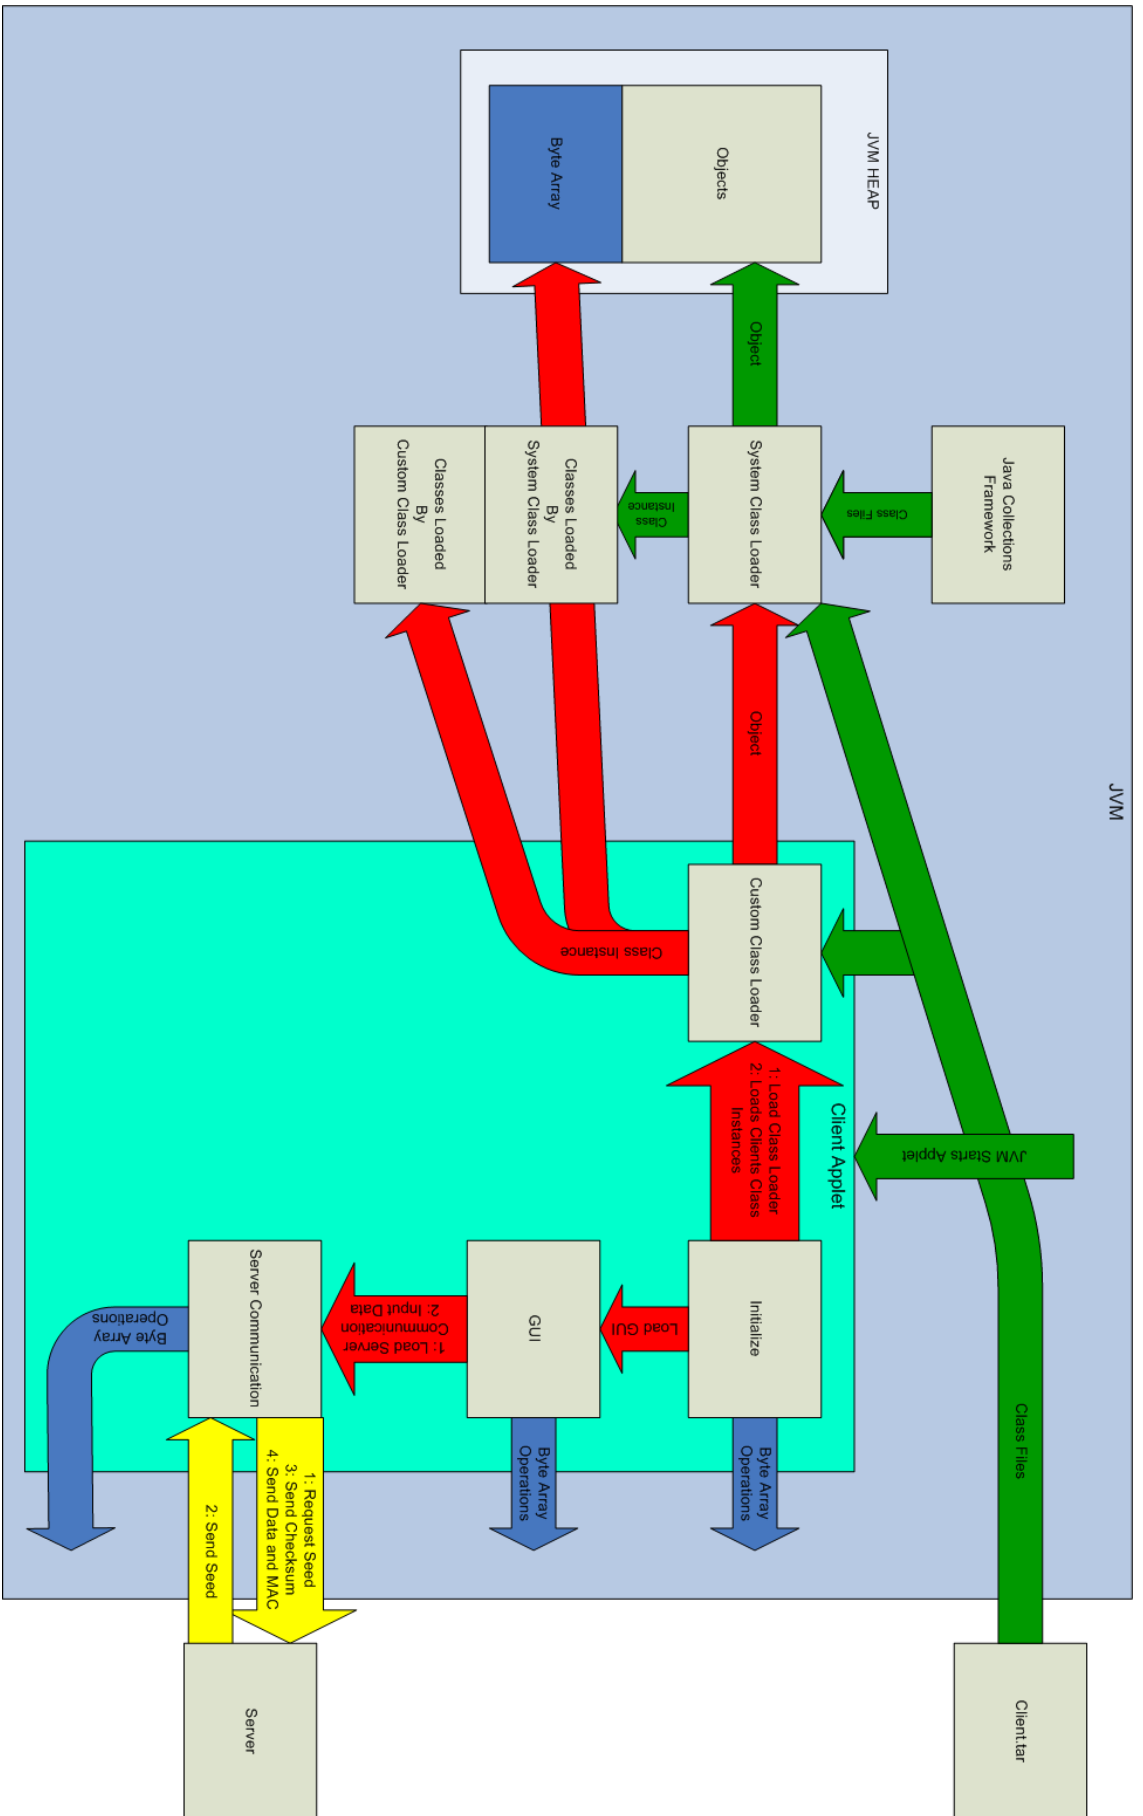 JVM
JVM HEAP
Objects
Byte Array
Object
Java Collections
Framework
Class Files
System Class Loader
Class
Instance
Classes Loaded
By
System Class Loader
Classes Loaded
By
Custom Class Loader
Object
Custom Class Loader
Class Instance
Client Applet
JVM Starts Applet
1: Load Class Loader
2: Loads Clients Class
Instances
Initialize
Load GUI
GUI
1: Load Server
Communication
2: Input Data
Server Communication
Byte Array
Operations
Byte Array
Operations
Byte Array
Operations
Class Files
Client.tar
1: Request Seed
3: Send Checksum
4: Send Data and MAC
2: Send Seed
Server